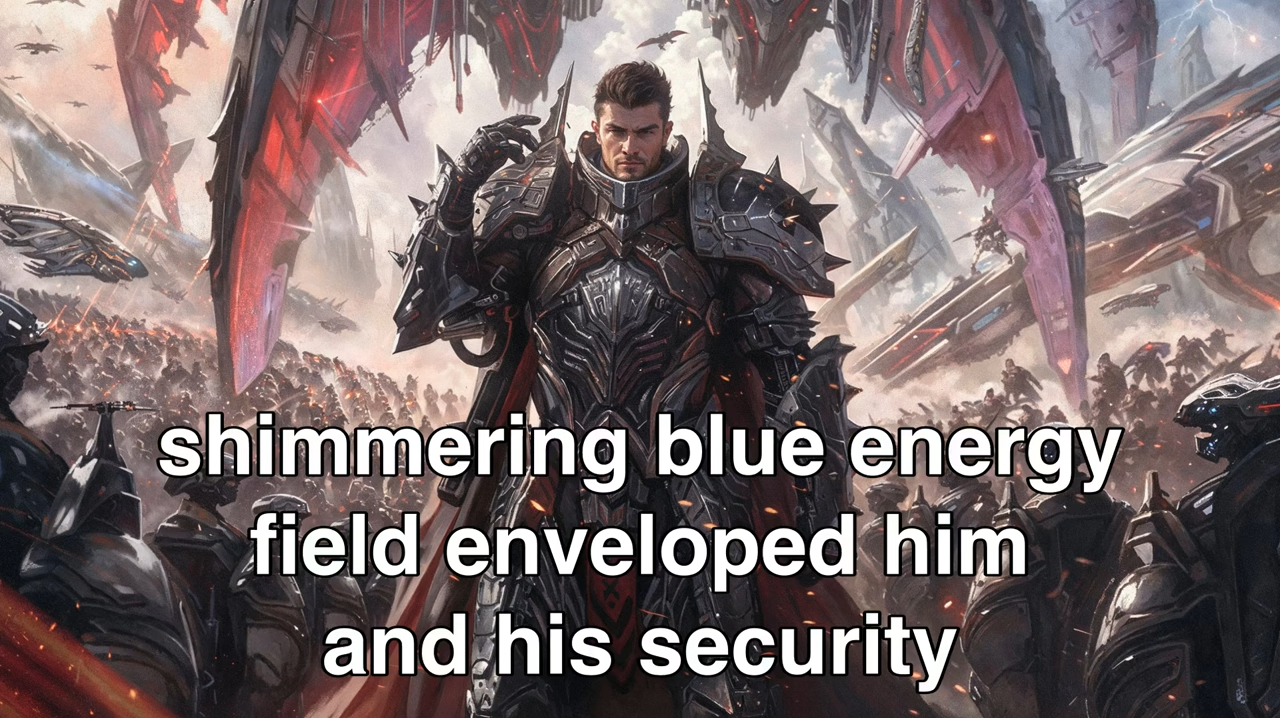 shimmering blue energy
field enveloped him
and his security